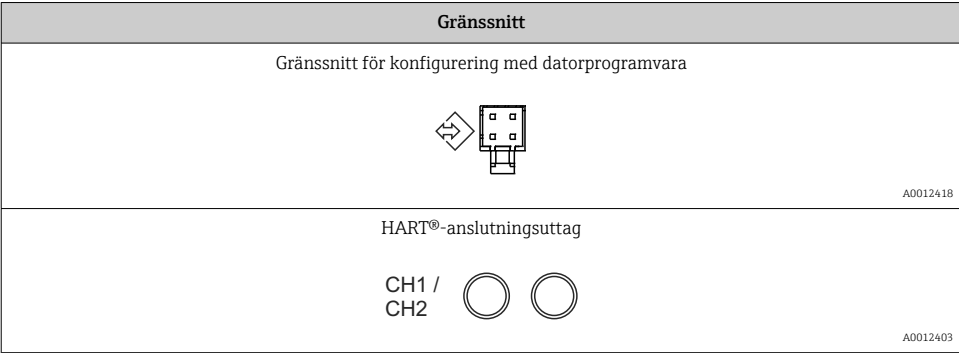 Gränssnitt
Gränssnitt för konfigurering med datorprogramvara
A0012418
HART®-anslutningsuttag
CH1 /
CH2
A0012403